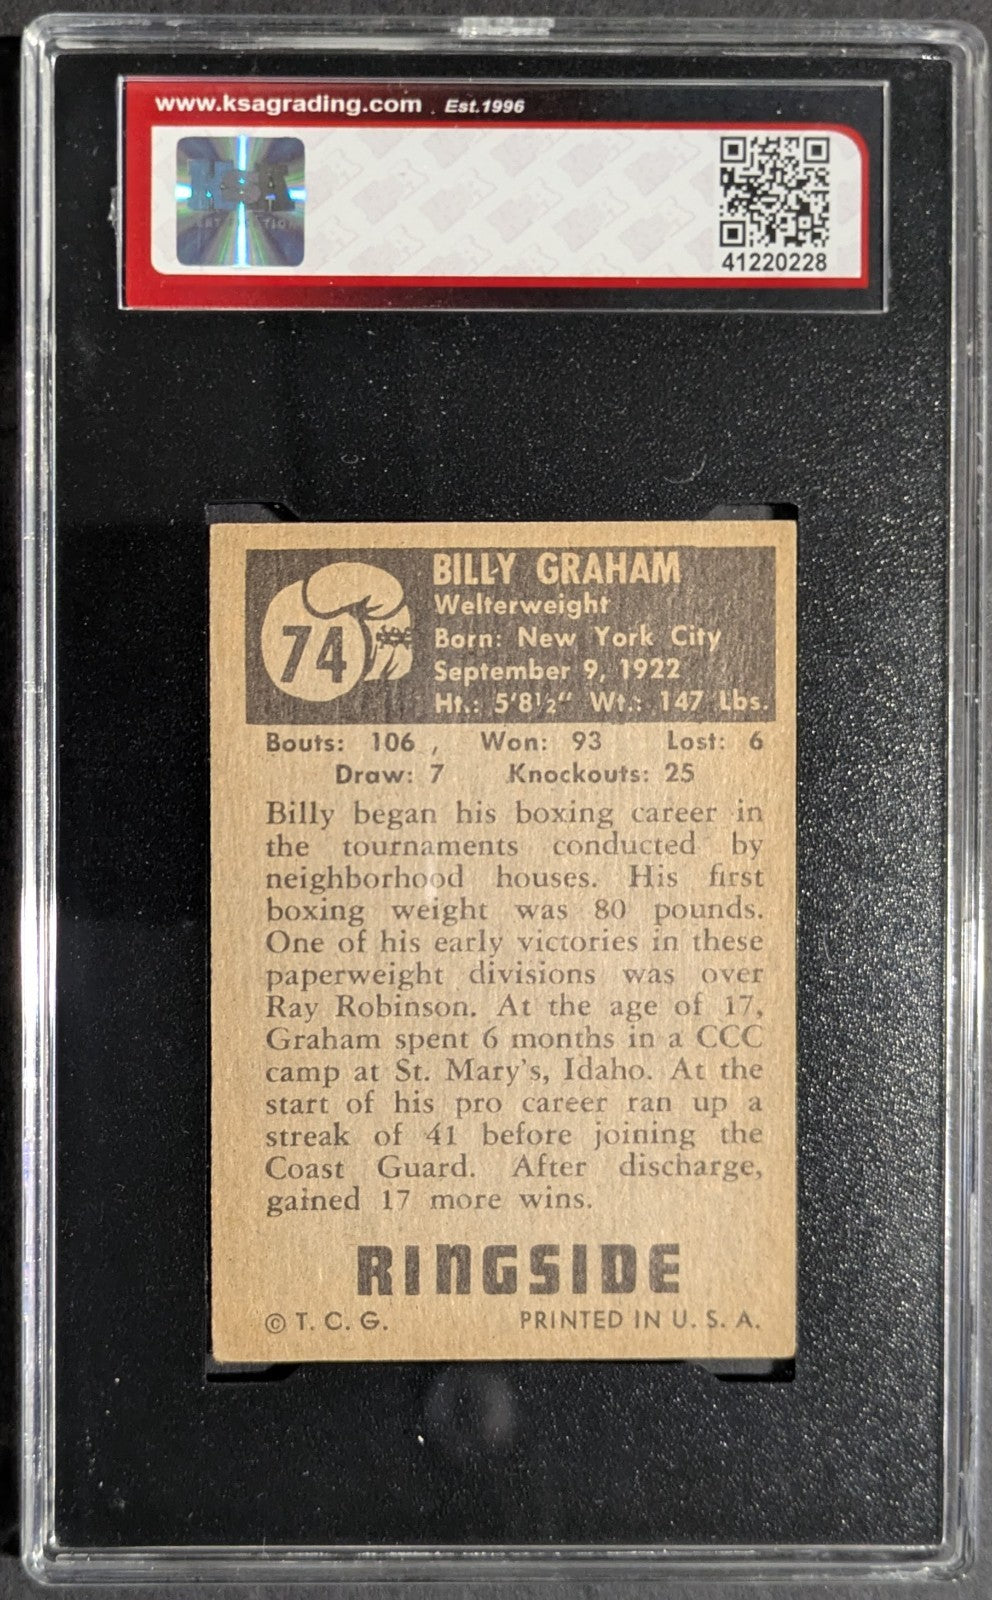 www.ksagrading.com . Est.1996
KSA
41220228
74
BILLY GRAHAM
Welterweight
Born: New York City
September 9, 1922
Ht.: 5'8½" Wt.: 147 Lbs.
Bouts: 106, Won: 93 Lost: 6
Draw: 7 Knockouts: 25
Billy began his boxing career in
the tournaments conducted by
neighborhood houses. His first
boxing weight was 80 pounds.
One of his early victories in these
paperweight divisions was over
Ray Robinson. At the age of 17,
Graham spent 6 months in a CCC
camp at St. Mary's, Idaho. At the
start of his pro career ran up a
streak of 41 before joining the
Coast Guard. After discharge,
gained 17 more wins.
RINGSIDE
© T. C. G. PRINTED IN U. S. A.